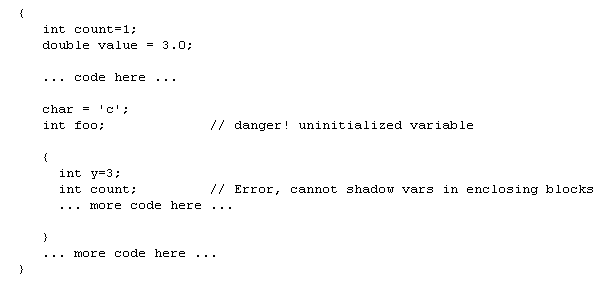 {
int count=1;
double value = 3.0;
... code here ...
char = 'c';
int foo; // danger! uninitialized variable
{
int y=3;
int count; // Error, cannot shadow vars in enclosing blocks
... more code here ...
}
... more code here ...
}